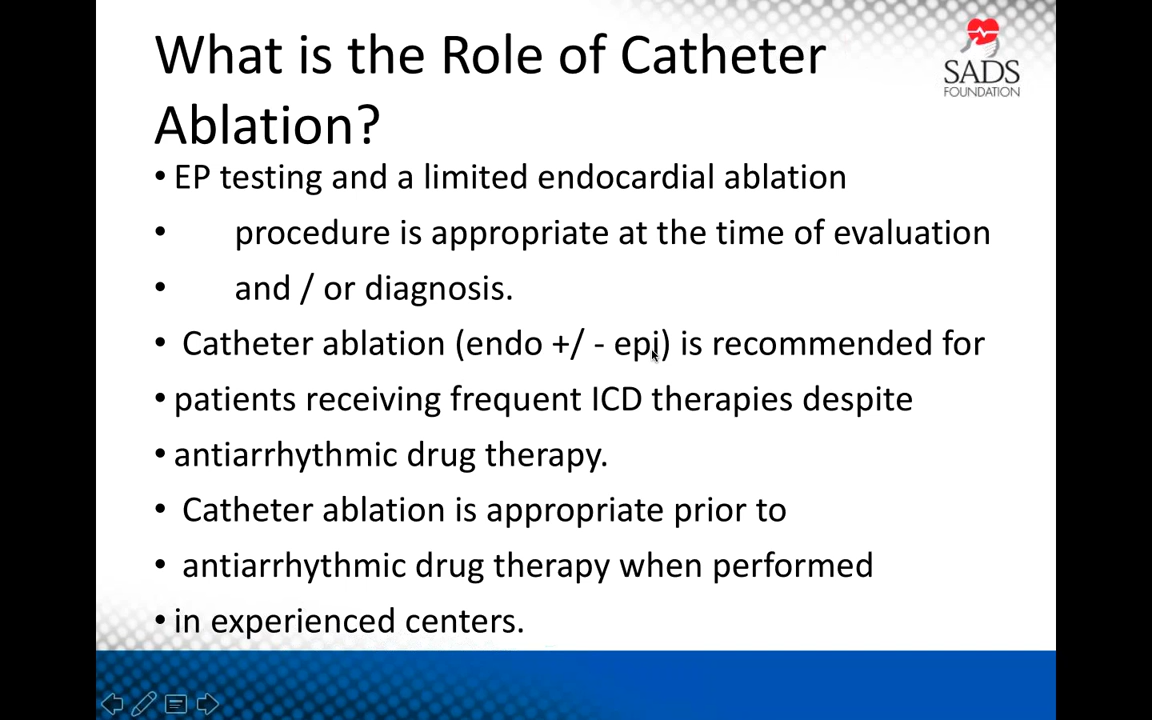 What is the Role of Catheter
Ablation?
SADS
FOUNDATION
• EP testing and a limited endocardial ablation
• procedure is appropriate at the time of evaluation
• and / or diagnosis.
• Catheter ablation (endo +/ - epi) is recommended for
• patients receiving frequent ICD therapies despite
• antiarrhythmic drug therapy.
• Catheter ablation is appropriate prior to
• antiarrhythmic drug therapy when performed
• in experienced centers.